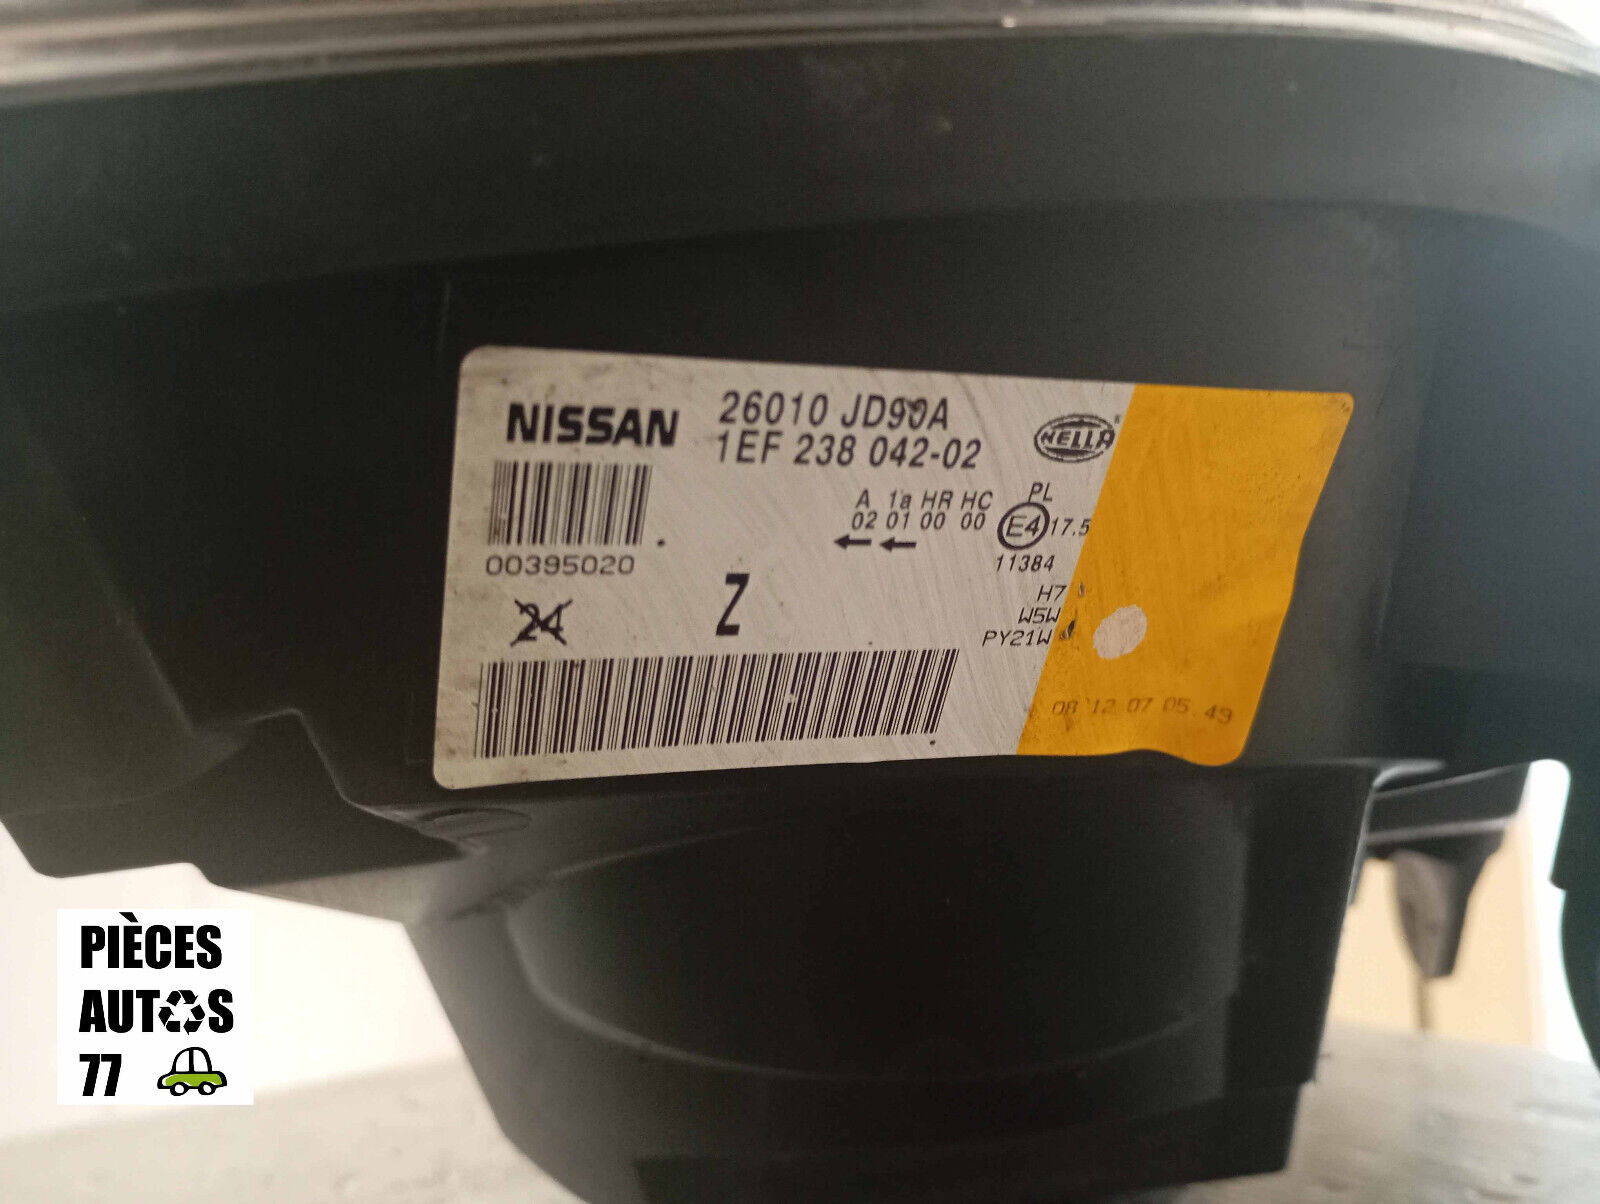 NISSAN
26010 JD90A
1EF 238 042-02
HELLA
A 1a HR HC
02 01 00 00
PL
E4 17.5
11384
H7
W5W
PY21W
00395020
24
Z
08 12 07 05.49
PIÈCES
AUTOS
77